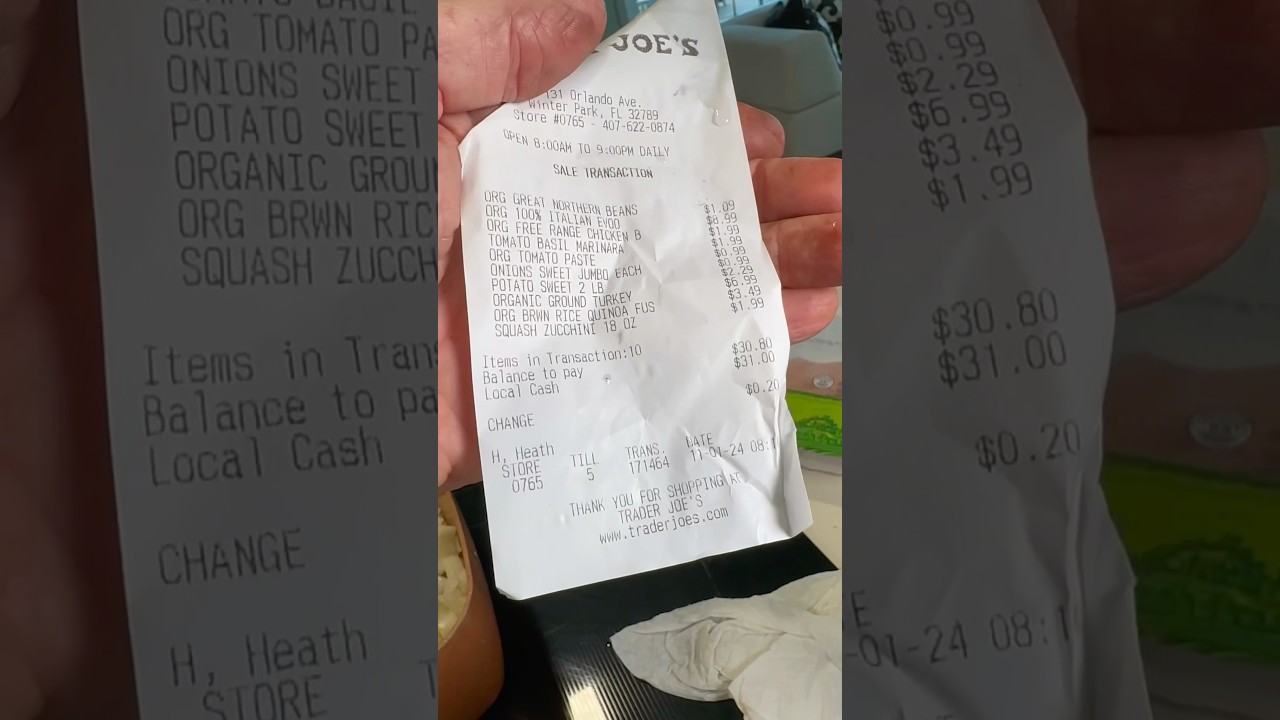 JOE'S
131 Orlando Ave.
Winter Park, FL 32789
Store #0765 - 407-622-0874
OPEN 8:00AM TO 9:00PM DAILY
SALE TRANSACTION
ORG GREAT NORTHERN BEANS $1.09
ORG 100% ITALIAN EVOO $8.99
ORG FREE RANGE CHICKEN B $1.99
TOMATO BASIL MARINARA $1.99
ORG TOMATO PASTE $0.99
ONIONS SWEET JUMBO EACH $0.99
POTATO SWEET 2 LB $2.29
ORGANIC GROUND TURKEY $6.99
ORG BRWN RICE QUINOA FUS $3.49
SQUASH ZUCCHINI 18 OZ $1.99
Items in Transaction:10
Balance to pay $30.80
Local Cash $31.00
CHANGE $0.20
H, Heath
STORE TILL TRANS. DATE
0765 5 171464 11-01-24 08:1
THANK YOU FOR SHOPPING AT
TRADER JOE'S
www.traderjoes.com